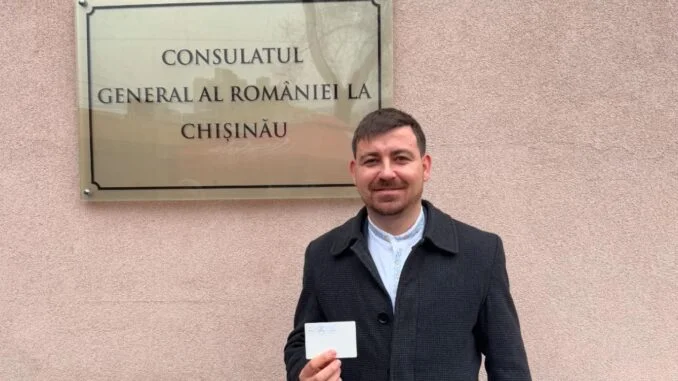 CONSULATUL
GENERAL AL ROMÂNIEI LA
CHIȘINĂU